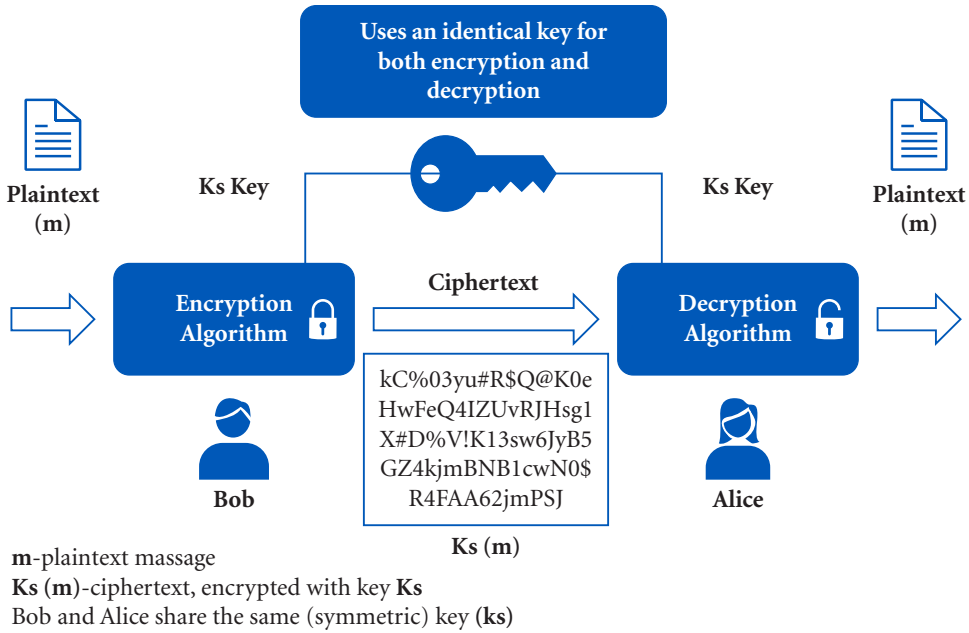 Uses an identical key for
both encryption and
decryption
Plaintext
(m)
Ks Key
Ks Key
Plaintext
(m)
Encryption
Algorithm
Ciphertext
Decryption
Algorithm
kC%03yu#R$Q@K0e
HwFeQ4IZUvRJHsg1
X#D%V!K13sw6JyB5
GZ4kjmBNB1cwN0$
R4FAA62jmPSJ
Bob
Alice
Ks (m)
m-plaintext massage
Ks (m)-ciphertext, encrypted with key Ks
Bob and Alice share the same (symmetric) key (ks)